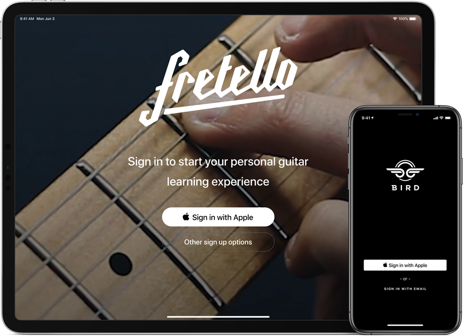 9:41 AM Mon Jun 3
100%
fretello
Sign in to start your personal guitar
learning experience
Sign in with Apple
Other sign up options
9:41
BIRD
Sign in with Apple
- or -
SIGN IN WITH EMAIL